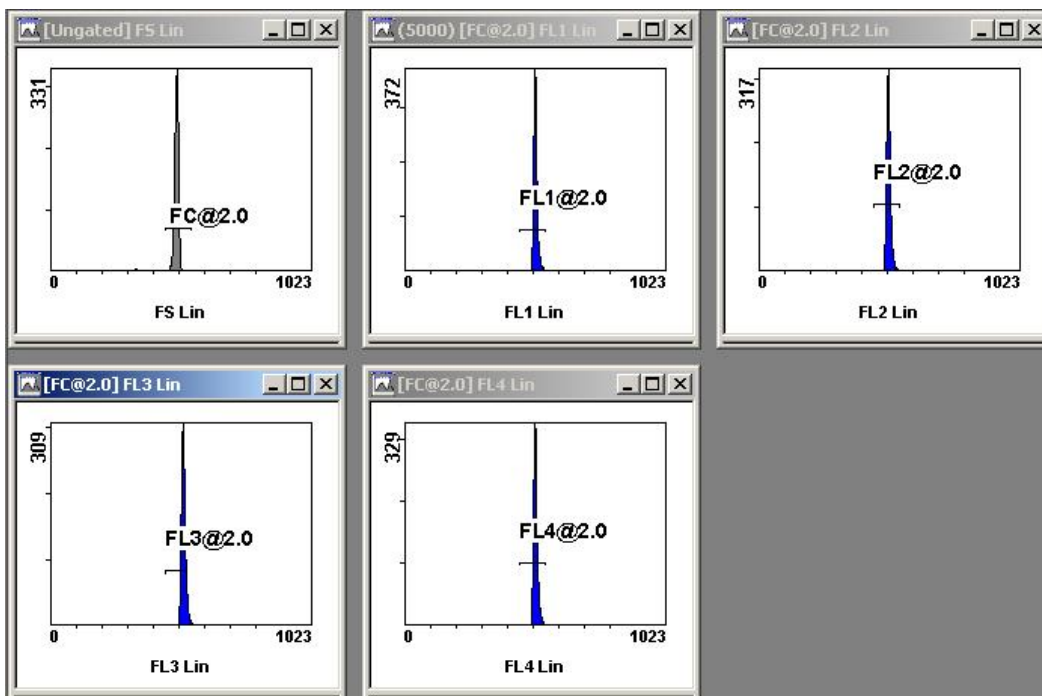 [Ungated] FS Lin
331
FC@2.0
0 1023
FS Lin
(5000) [FC@2.0] FL1 Lin
372
FL1@2.0
0 1023
FL1 Lin
[FC@2.0] FL2 Lin
317
FL2@2.0
0 1023
FL2 Lin
[FC@2.0] FL3 Lin
309
FL3@2.0
0 1023
FL3 Lin
[FC@2.0] FL4 Lin
329
FL4@2.0
0 1023
FL4 Lin